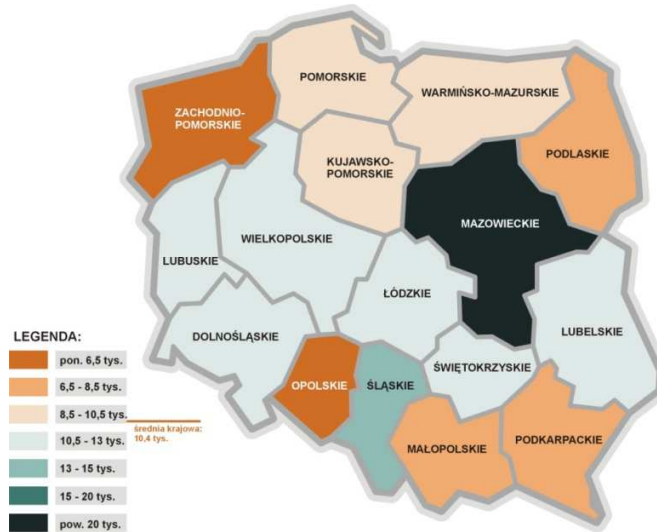 POMORSKIE
WARMIŃSKO-MAZURSKIE
ZACHODNIO-
POMORSKIE
KUJAWSKO-
POMORSKIE
PODLASKIE
MAZOWIECKIE
WIELKOPOLSKIE
LUBUSKIE
ŁÓDZKIE
DOLNOŚLĄSKIE
LUBELSKIE
OPOLSKIE
ŚLĄSKIE
ŚWIĘTOKRZYSKIE
MAŁOPOLSKIE
PODKARPACKIE
LEGENDA:
pon. 6,5 tys.
6,5 - 8,5 tys.
8,5 - 10,5 tys.
średnia krajowa:
10,4 tys.
10,5 - 13 tys.
13 - 15 tys.
15 - 20 tys.
pow. 20 tys.